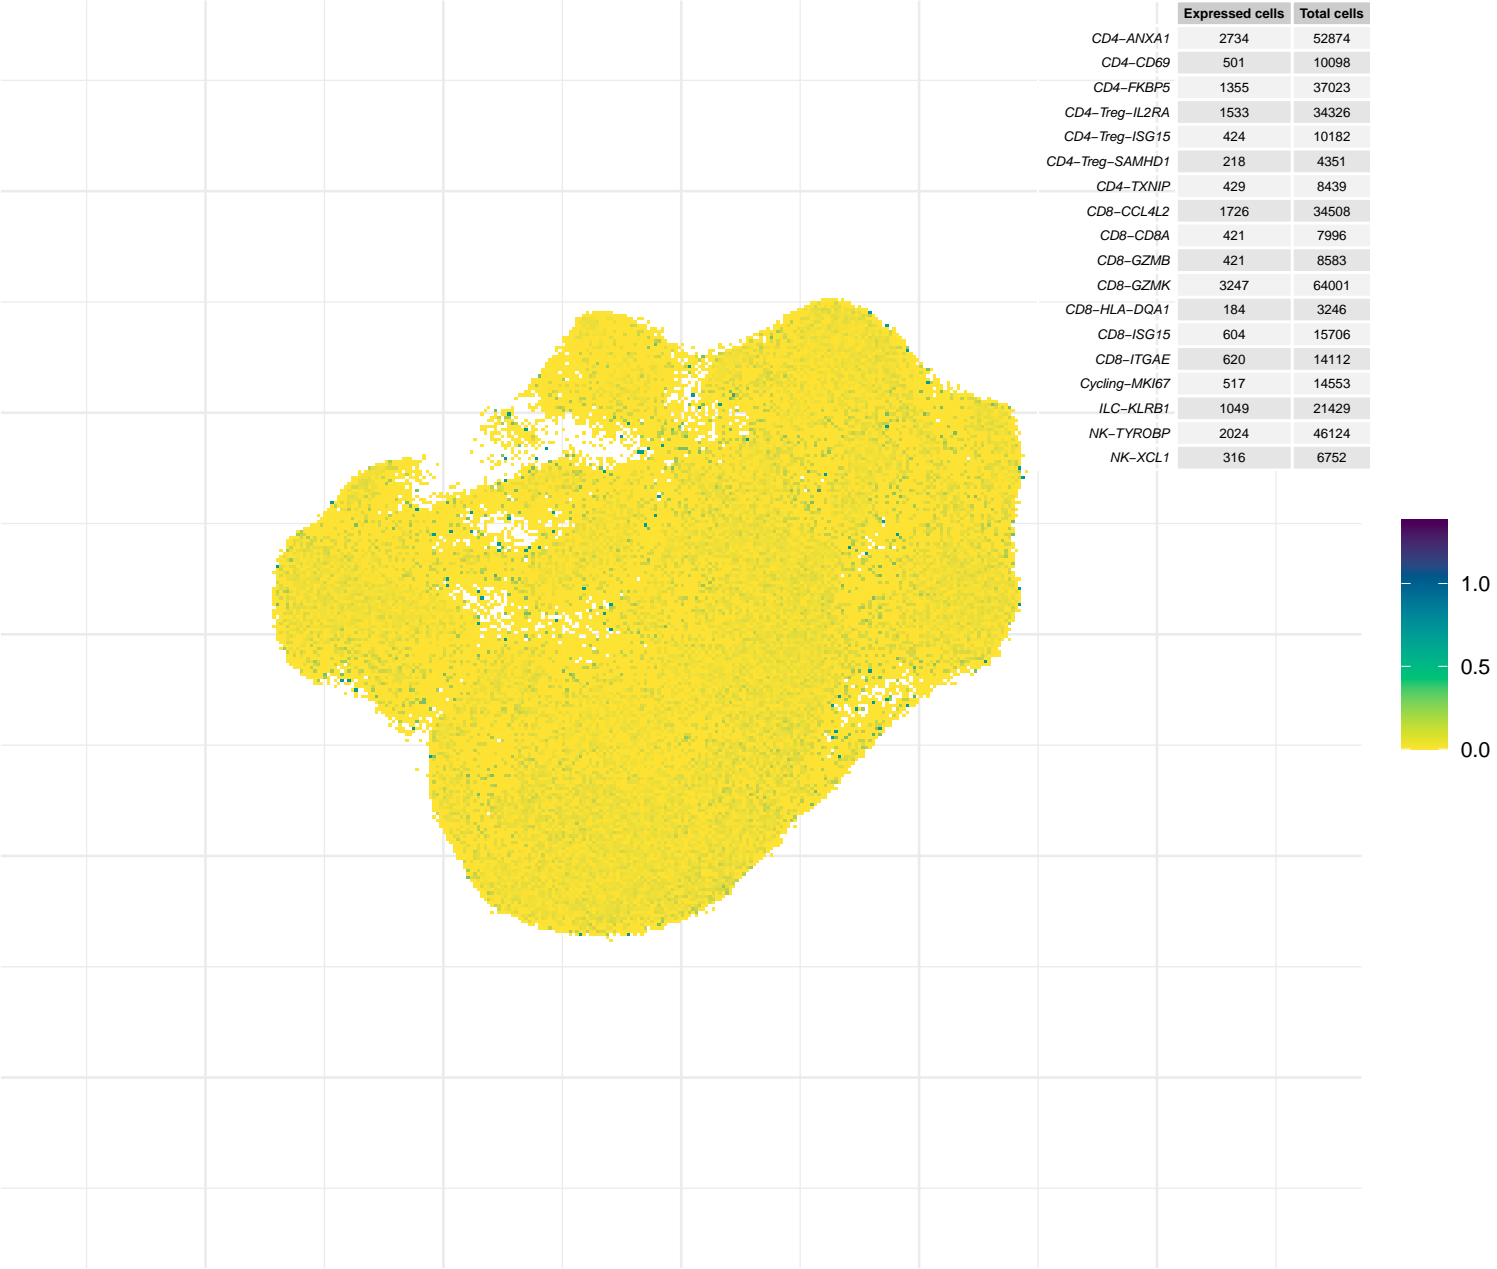 Expressed cells Total cells
CD4−ANXA1 2734 52874
CD4−CD69 501 10098
CD4−FKBP5 1355 37023
CD4−Treg−IL2RA 1533 34326
CD4−Treg−ISG15 424 10182
CD4−Treg−SAMHD1 218 4351
CD4−TXNIP 429 8439
CD8−CCL4L2 1726 34508
CD8−CD8A 421 7996
CD8−GZMB 421 8583
CD8−GZMK 3247 64001
CD8−HLA−DQA1 184 3246
CD8−ISG15 604 15706
CD8−ITGAE 620 14112
Cycling−MKI67 517 14553
ILC−KLRB1 1049 21429
NK−TYROBP 2024 46124
NK−XCL1 316 6752
1.0
0.5
0.0